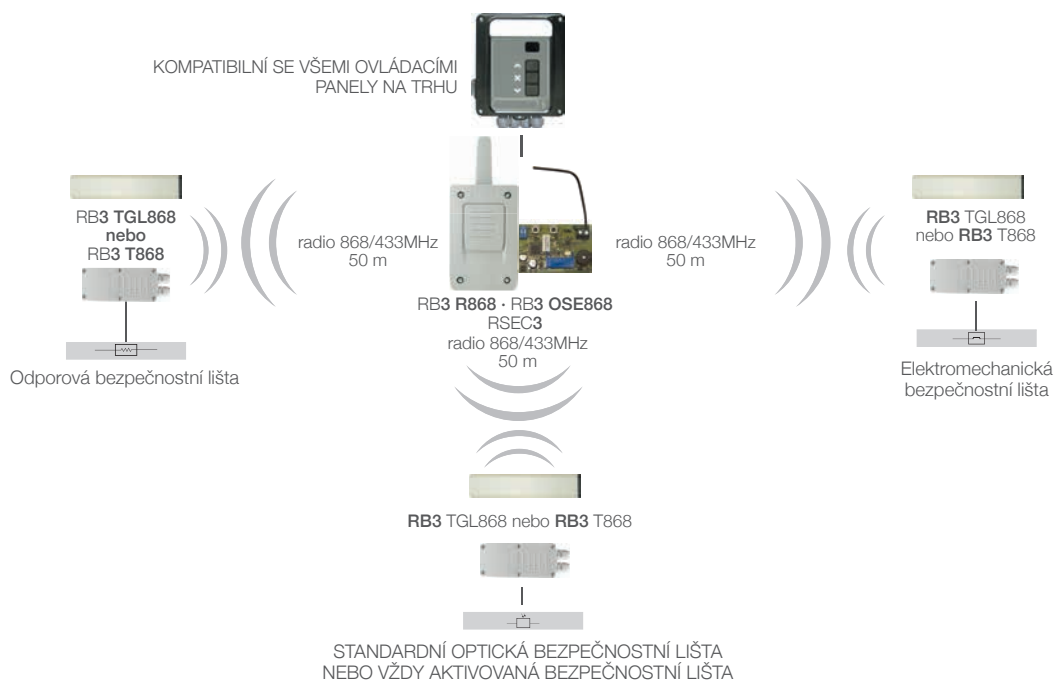 KOMPATIBILNÍ SE VŠEMI OVLÁDACÍMI
PANELY NA TRHU
RB3 TGL868
nebo
RB3 T868
Odporová bezpečnostní lišta
radio 868/433MHz
50 m
RB3 R868 · RB3 OSE868
RSEC3
radio 868/433MHz
50 m
radio 868/433MHz
50 m
RB3 TGL868
nebo RB3 T868
Elektromechanická
bezpečnostní lišta
RB3 TGL868 nebo RB3 T868
STANDARDNÍ OPTICKÁ BEZPEČNOSTNÍ LIŠTA
NEBO VŽDY AKTIVOVANÁ BEZPEČNOSTNÍ LIŠTA